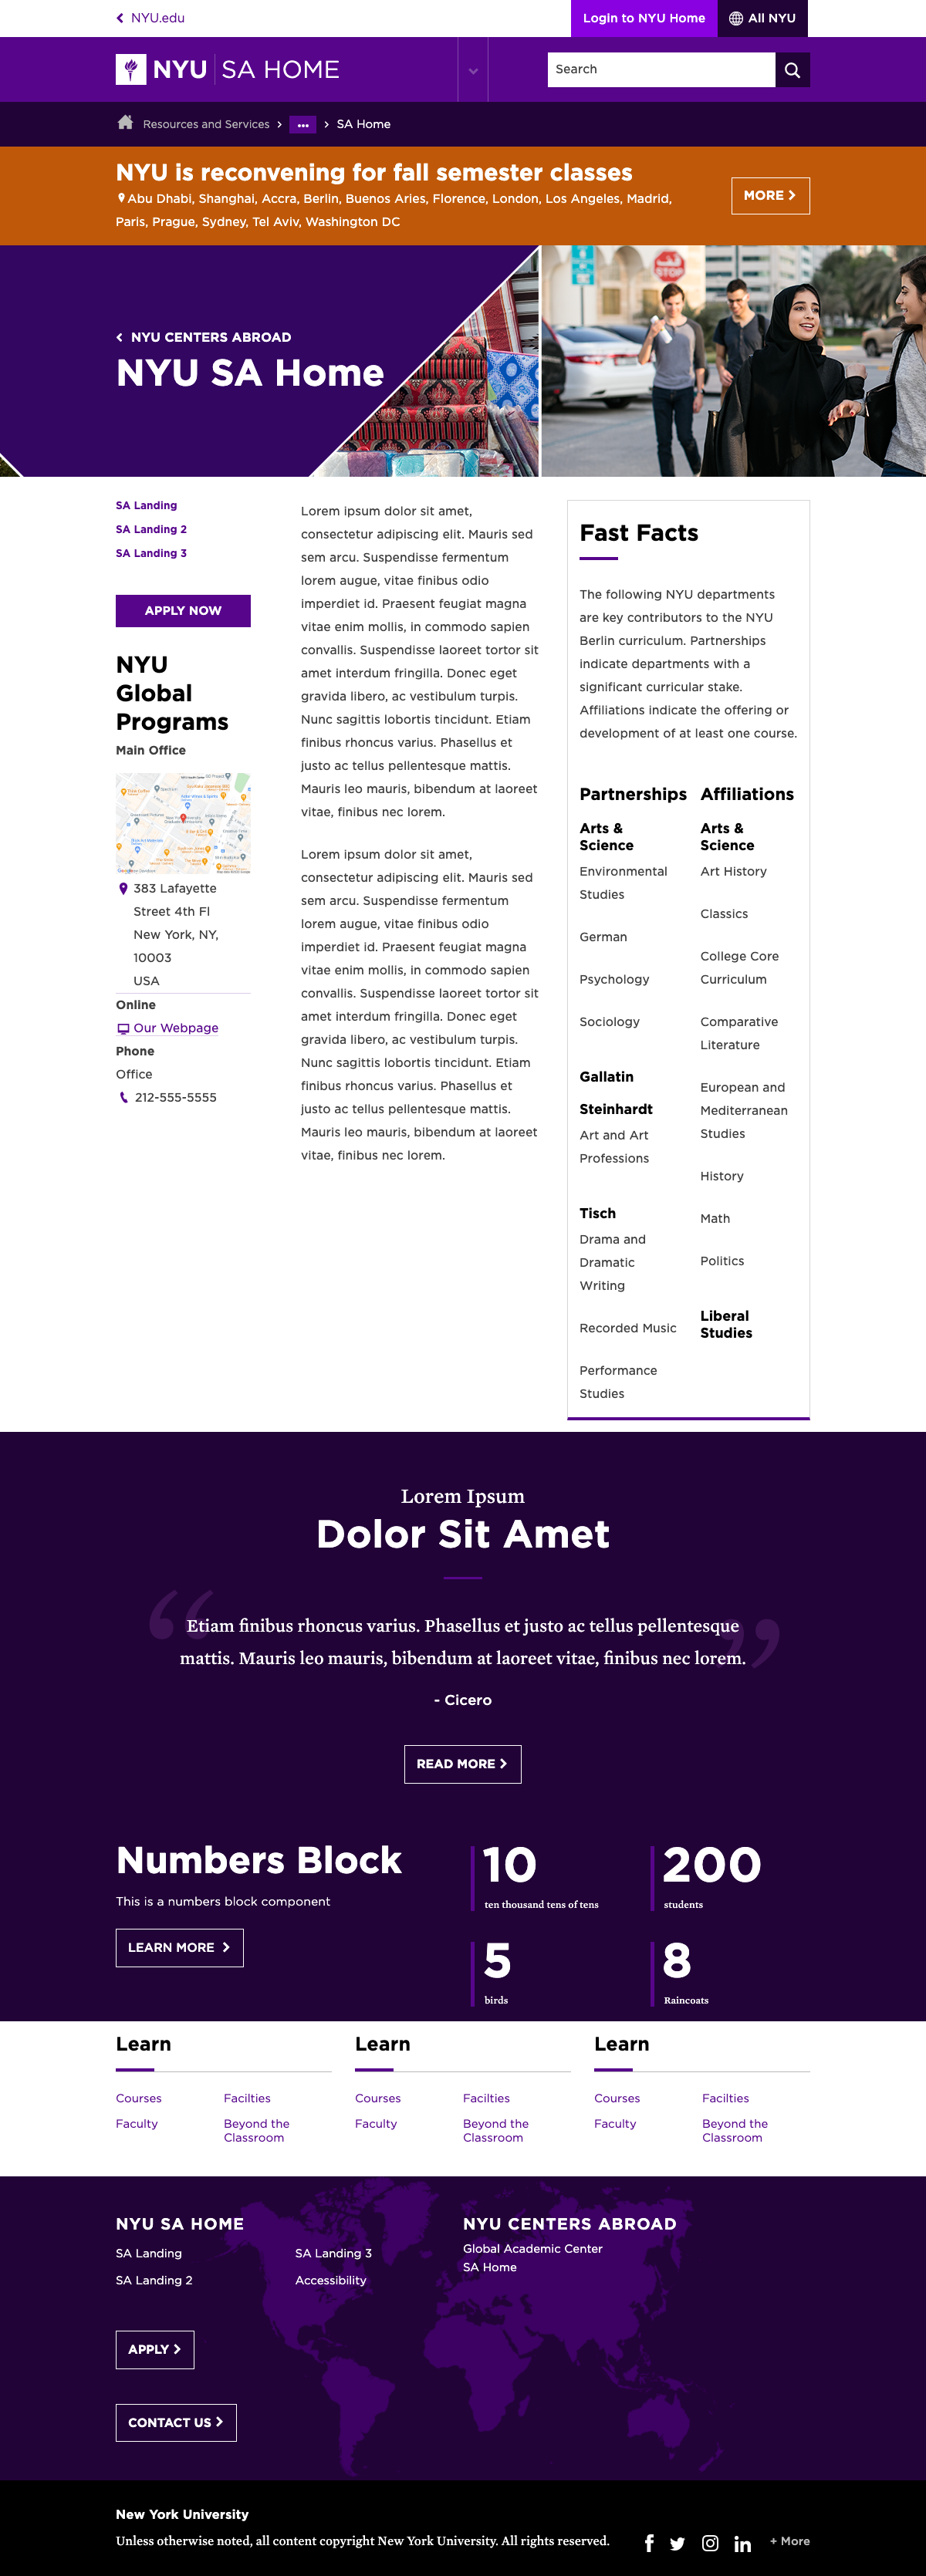 NYU.edu
Login to NYU Home
All NYU
NYU SA HOME
Search
Resources and Services
SA Home
NYU is reconvening for fall semester classes
Abu Dhabi, Shanghai, Accra, Berlin, Buenos Aries, Florence, London, Los Angeles, Madrid,
Paris, Prague, Sydney, Tel Aviv, Washington DC
MORE
STOP
NYU CENTERS ABROAD
NYU SA Home
SA Landing
SA Landing 2
SA Landing 3
APPLY NOW
NYU
Global
Programs
Main Office
383 Lafayette
Street 4th Fl
New York, NY,
10003
USA
Online
Our Webpage
Phone
Office
212-555-5555
Lorem ipsum dolor sit amet,
consectetur adipiscing elit. Mauris sed
sem arcu. Suspendisse fermentum
lorem augue, vitae finibus odio
imperdiet id. Praesent feugiat magna
vitae enim mollis, in commodo sapien
convallis. Suspendisse laoreet tortor sit
amet interdum fringilla. Donec eget
gravida libero, ac vestibulum turpis.
Nunc sagittis lobortis tincidunt. Etiam
finibus rhoncus varius. Phasellus et
justo ac tellus pellentesque mattis.
Mauris leo mauris, bibendum at laoreet
vitae, finibus nec lorem.
Lorem ipsum dolor sit amet,
consectetur adipiscing elit. Mauris sed
sem arcu. Suspendisse fermentum
lorem augue, vitae finibus odio
imperdiet id. Praesent feugiat magna
vitae enim mollis, in commodo sapien
convallis. Suspendisse laoreet tortor sit
amet interdum fringilla. Donec eget
gravida libero, ac vestibulum turpis.
Nunc sagittis lobortis tincidunt. Etiam
finibus rhoncus varius. Phasellus et
justo ac tellus pellentesque mattis.
Mauris leo mauris, bibendum at laoreet
vitae, finibus nec lorem.
Fast Facts
The following NYU departments
are key contributors to the NYU
Berlin curriculum. Partnerships
indicate departments with a
significant curricular stake.
Affiliations indicate the offering or
development of at least one course.
Partnerships
Arts &
Science
Environmental
Studies
German
Psychology
Sociology
Gallatin
Steinhardt
Art and Art
Professions
Tisch
Drama and
Dramatic
Writing
Recorded Music
Performance
Studies
Affiliations
Arts &
Science
Art History
Classics
College Core
Curriculum
Comparative
Literature
European and
Mediterranean
Studies
History
Math
Politics
Liberal
Studies
Lorem Ipsum
Dolor Sit Amet
“Etiam finibus rhoncus varius. Phasellus et justo ac tellus pellentesque
mattis. Mauris leo mauris, bibendum at laoreet vitae, finibus nec lorem.”
- Cicero
READ MORE
Numbers Block
This is a numbers block component
LEARN MORE
10
ten thousand tens of tens
200
students
5
birds
8
Raincoats
Learn
Courses
Facilties
Faculty
Beyond the
Classroom
Learn
Courses
Facilties
Faculty
Beyond the
Classroom
Learn
Courses
Facilties
Faculty
Beyond the
Classroom
NYU SA HOME
SA Landing
SA Landing 3
SA Landing 2
Accessibility
NYU CENTERS ABROAD
Global Academic Center
SA Home
APPLY
CONTACT US
New York University
Unless otherwise noted, all content copyright New York University. All rights reserved.
+ More